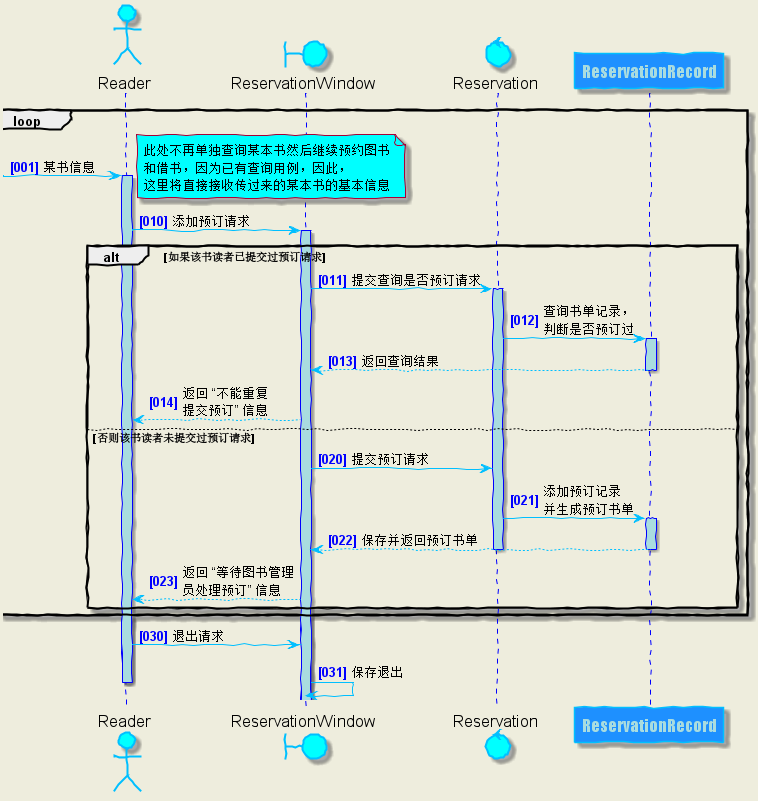 Reader
ReservationWindow
Reservation
ReservationRecord
loop
此处不再单独查询某本书然后继续预约图书
和借书，因为已有查询用例，因此，
这里将直接接收传过来的某本书的基本信息
[001] 某书信息
[010] 添加预订请求
alt [如果该书读者已提交过预订请求]
[011] 提交查询是否预订请求
[012] 查询书单记录，
判断是否预订过
[013] 返回查询结果
[014] 返回 “不能重复
提交预订” 信息
[否则该书读者未提交过预订请求]
[020] 提交预订请求
[021] 添加预订记录
并生成预订书单
[022] 保存并返回预订书单
[023] 返回 “等待图书管理
员处理预订” 信息
[030] 退出请求
[031] 保存退出
Reader
ReservationWindow
Reservation
ReservationRecord